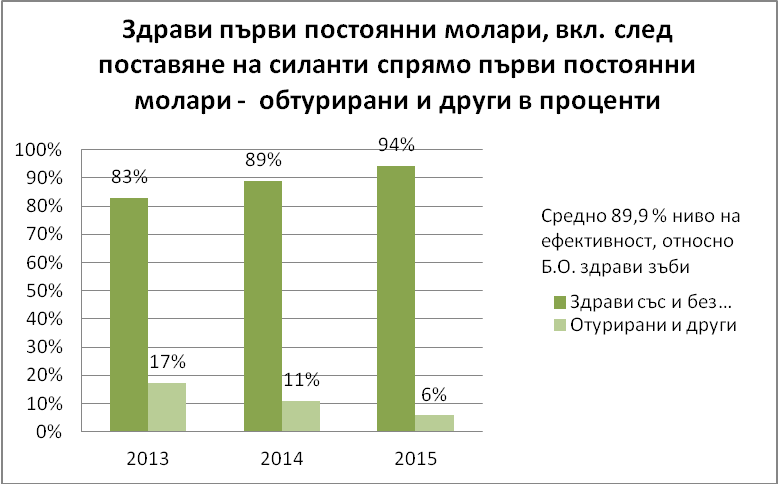 Здрави първи постоянни молари, вкл. след
поставяне на силанти спрямо първи постоянни
молари - обтурирани и други в проценти
100%
90%
80%
70%
60%
50%
40%
30%
20%
10%
0%
83%
89%
94%
17%
11%
6%
2013
2014
2015
Средно 89,9 % ниво на
ефективност, относно
Б.О. здрави зъби
Здрави със и без...
Отурирани и други